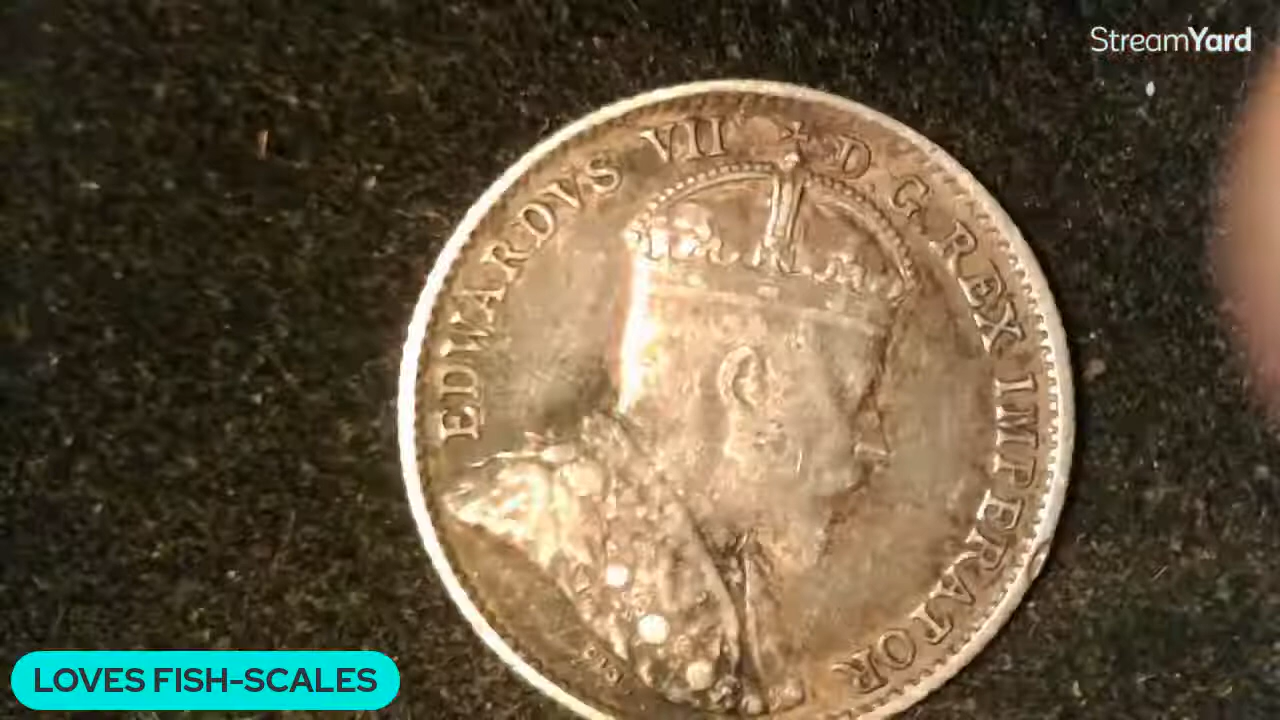 StreamYard
EDWARDVS VII D. G. REX IMPERATOR
LOVES FISH-SCALES